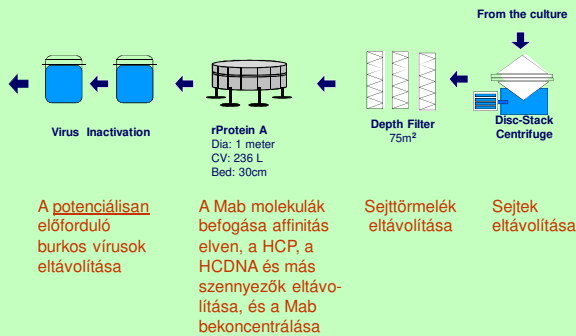 From the culture
Virus Inactivation
rProtein A
Dia: 1 meter
CV: 236 L
Bed: 30cm
Depth Filter
75m²
Disc-Stack
Centrifuge
A potenciálisan
előforduló
burkos vírusok
eltávolítása
A Mab molekulák
befogása affinitás
elven, a HCP, a
HCDNA és más
szennyezők eltávo-
lítása, és a Mab
bekoncentrálása
Sejttörmelék
eltávolítása
Sejtek
eltávolítása